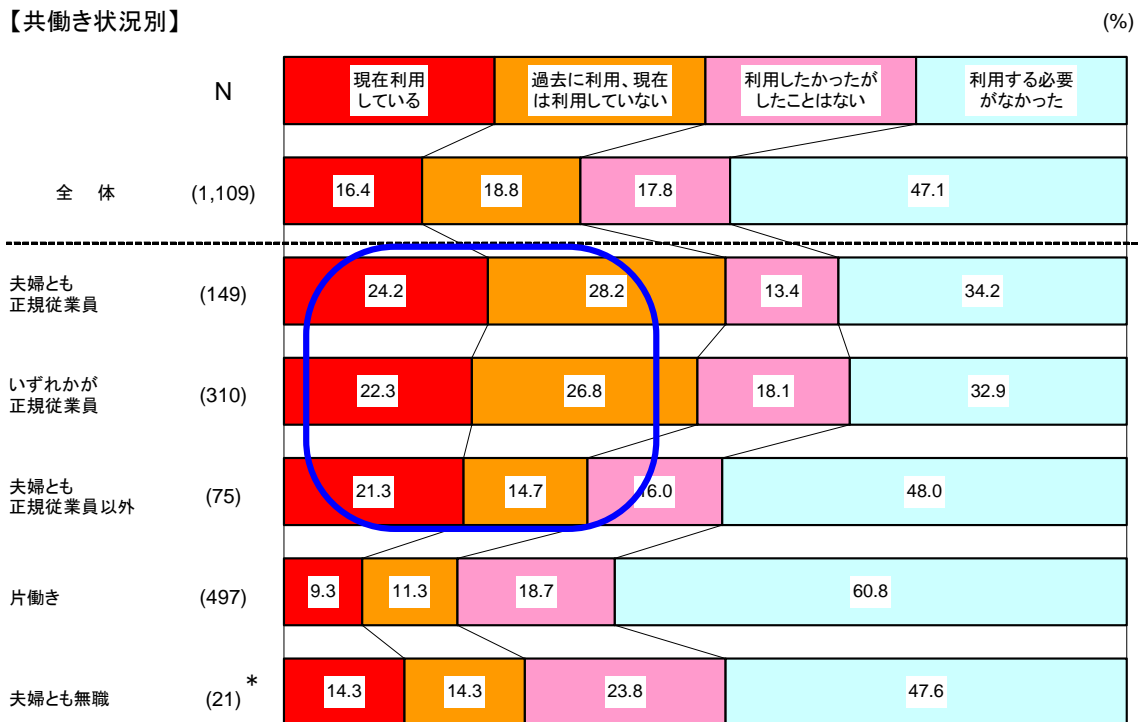 【共働き状況別】 (%)
N
現在利用
している
過去に利用、現在
は利用していない
利用したかったが
したことはない
利用する必要
がなかった
全 体 (1,109) 16.4 18.8 17.8 47.1
夫婦とも
正規従業員
(149) 24.2 28.2 13.4 34.2
いずれかが
正規従業員
(310) 22.3 26.8 18.1 32.9
夫婦とも
正規従業員以外
(75) 21.3 14.7 16.0 48.0
片働き (497) 9.3 11.3 18.7 60.8
夫婦とも無職 (21)* 14.3 14.3 23.8 47.6